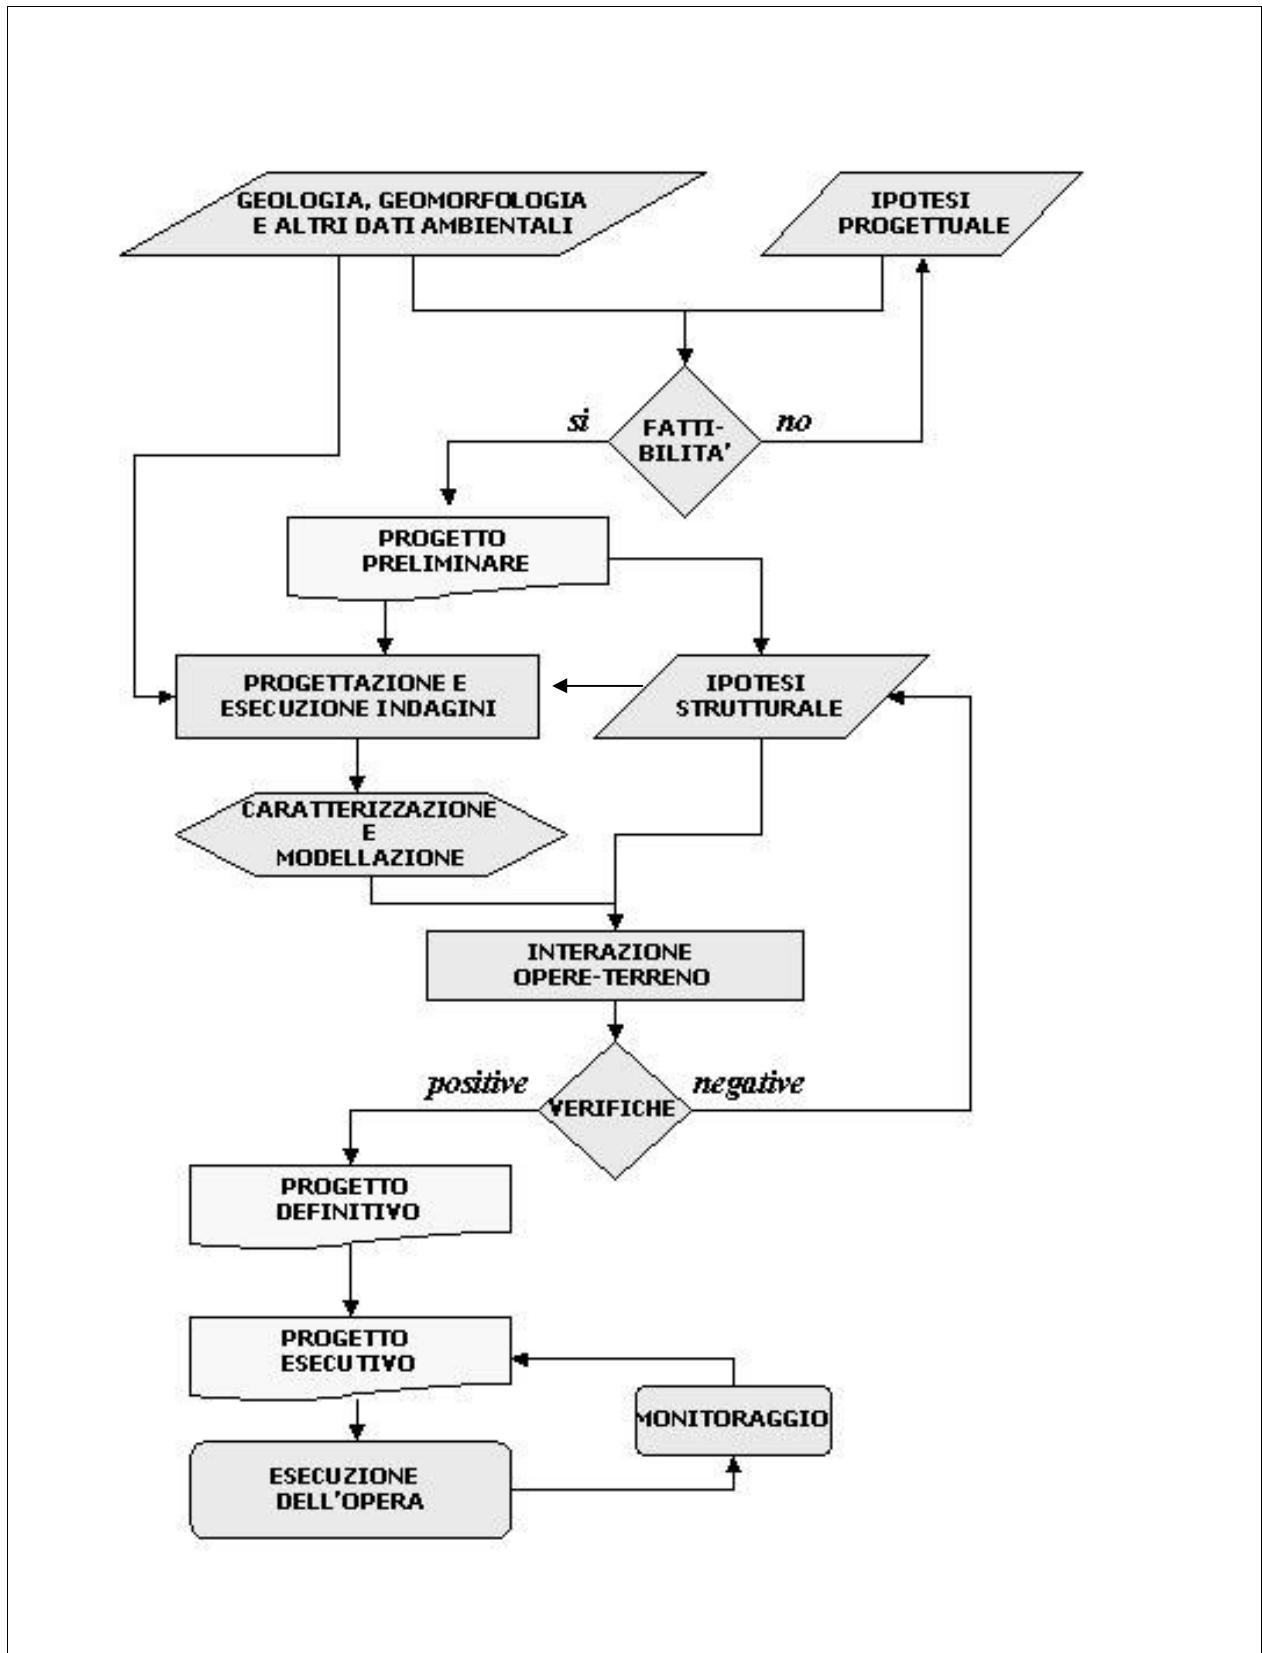 GEOLOGIA, GEOMORFOLOGIA
E ALTRI DATI AMBIENTALI
IPOTESI
PROGETTUALE
si
FATTI-
BILITA'
no
PROGETTO
PRELIMINARE
PROGETTAZIONE E
ESECUZIONE INDAGINI
IPOTESI
STRUTTURALE
CARATTERIZZAZIONE
E
MODELLAZIONE
INTERAZIONE
OPERE-TERRENO
positive
VERIFICHE
negative
PROGETTO
DEFINITIVO
PROGETTO
ESECUTIVO
MONITORAGGIO
ESECUZIONE
DELL'OPERA